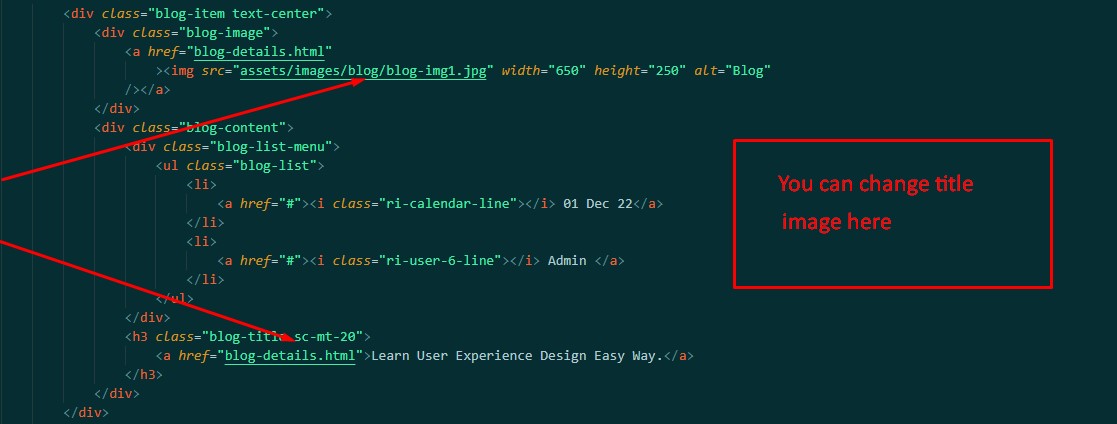 <div class="blog-item text-center">
<div class="blog-image">
<a href="blog-details.html"
><img src="assets/images/blog/blog-img1.jpg" width="650" height="250" alt="Blog"
/></a>
</div>
<div class="blog-content">
<div class="blog-list-menu">
<ul class="blog-list">
<li>
<a href="#"><i class="ri-calendar-line"></i> 01 Dec 22</a>
</li>
<li>
<a href="#"><i class="ri-user-6-line"></i> Admin </a>
</li>
</ul>
</div>
<h3 class="blog-title sc-mt-20">
<a href="blog-details.html">Learn User Experience Design Easy Way.</a>
</h3>
</div>
</div>
You can change title
image here